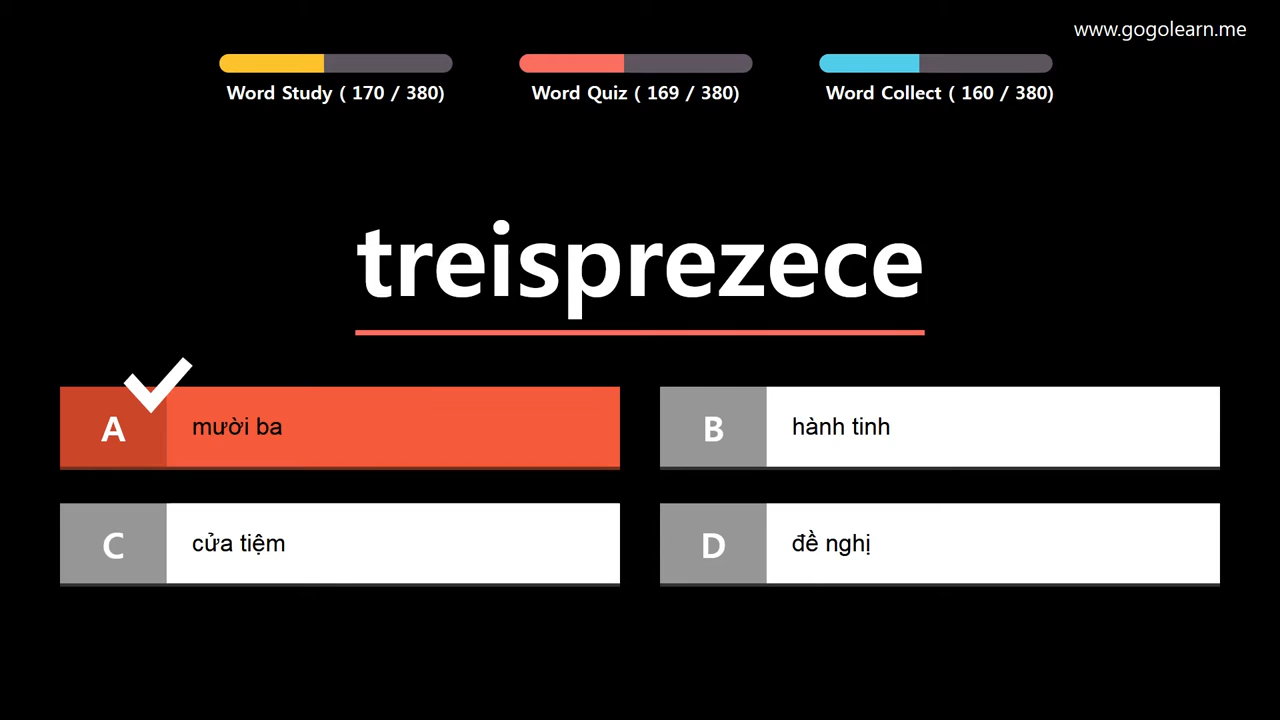 www.gogolearn.me
Word Study ( 170 / 380)
Word Quiz ( 169 / 380)
Word Collect ( 160 / 380)
treisprezece
A mười ba
B hành tinh
C cửa tiệm
D đề nghị